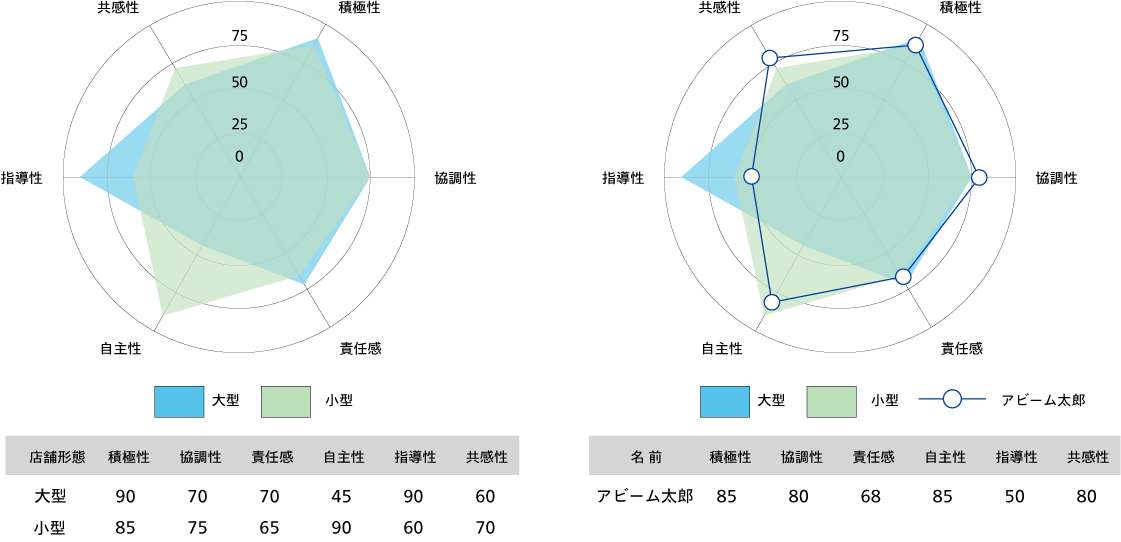 共感性
積極性
75
50
25
0
指導性
協調性
自主性
責任感
大型
小型
店舗形態 積極性 協調性 責任感 自主性 指導性 共感性
大型 90 70 70 45 90 60
小型 85 75 65 90 60 70
共感性
積極性
75
50
25
0
指導性
協調性
自主性
責任感
大型
小型
アビーム太郎
名 前 積極性 協調性 責任感 自主性 指導性 共感性
アビーム太郎 85 80 68 85 50 80